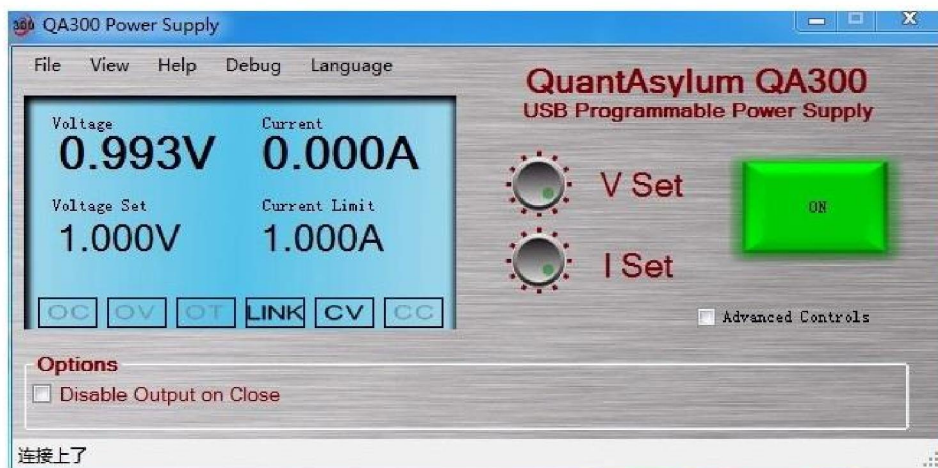 300 QA300 Power Supply
File View Help Debug Language
QuantAsylum QA300
USB Programmable Power Supply
Voltage Current
0.993V 0.000A
Voltage Set Current Limit
1.000V 1.000A
OC OV OT LINK CV CC
V Set
I Set
ON
Advanced Controls
Options
Disable Output on Close
连接上了